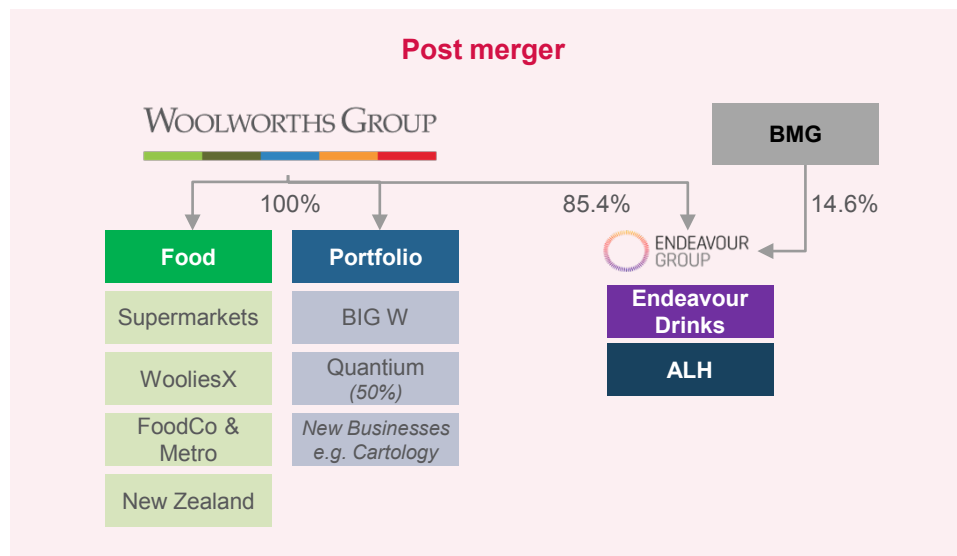 Post merger
WOOLWORTHS GROUP
BMG
100%
85.4%
14.6%
Food
Portfolio
ENDEAVOUR
GROUP
Supermarkets
BIG W
Endeavour
Drinks
WooliesX
Quantium
(50%)
ALH
FoodCo &
Metro
New Businesses
e.g. Cartology
New Zealand